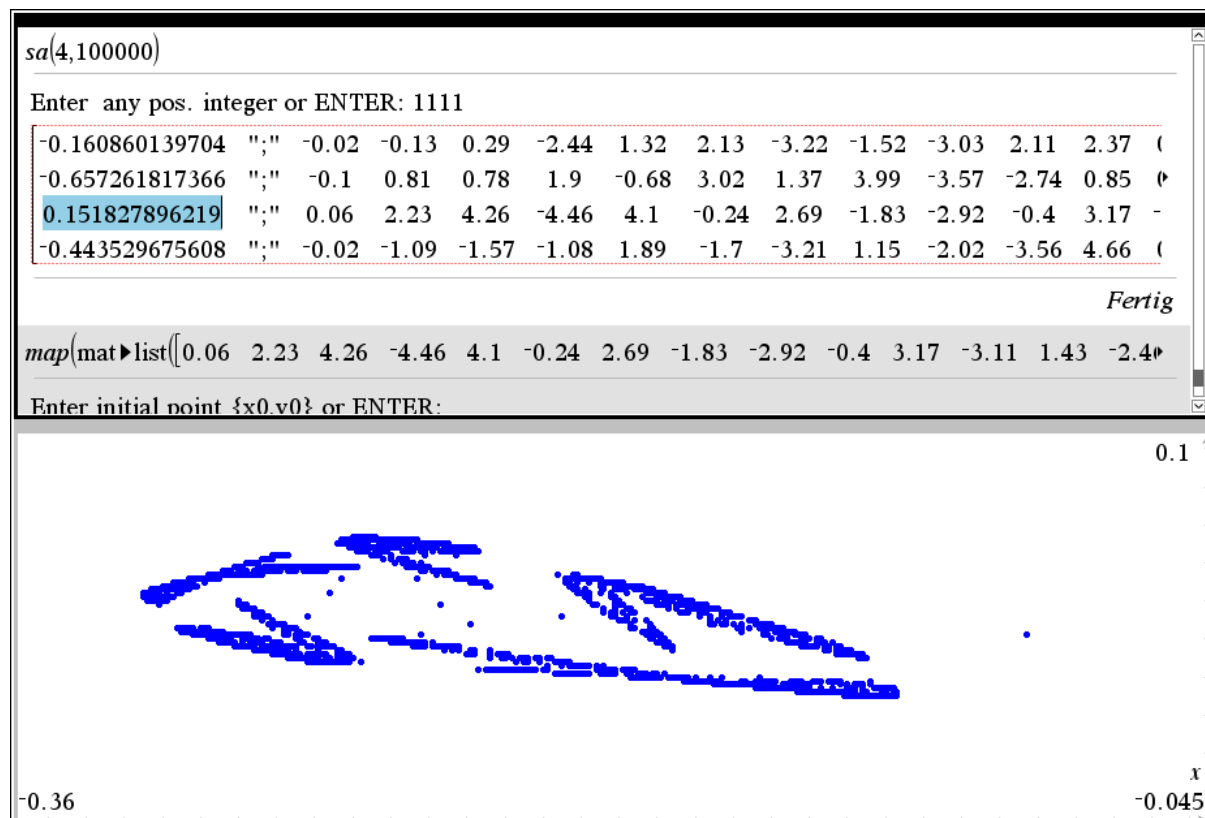 sa(4,100000)
Enter any pos. integer or ENTER: 1111
⁻0.160860139704 ";" ⁻0.02 ⁻0.13 0.29 ⁻2.44 1.32 2.13 ⁻3.22 ⁻1.52 ⁻3.03 2.11 2.37
⁻0.657261817366 ";" ⁻0.1 0.81 0.78 1.9 ⁻0.68 3.02 1.37 3.99 ⁻3.57 ⁻2.74 0.85
0.151827896219 ";" 0.06 2.23 4.26 ⁻4.46 4.1 ⁻0.24 2.69 ⁻1.83 ⁻2.92 ⁻0.4 3.17 ⁻
⁻0.443529675608 ";" ⁻0.02 ⁻1.09 ⁻1.57 ⁻1.08 1.89 ⁻1.7 ⁻3.21 1.15 ⁻2.02 ⁻3.56 4.66
Fertig
map(mat▶list([0.06 2.23 4.26 ⁻4.46 4.1 ⁻0.24 2.69 ⁻1.83 ⁻2.92 ⁻0.4 3.17 ⁻3.11 1.43
Enter initial point {x0,y0} or ENTER:
0.1
x
⁻0.36 ⁻0.045